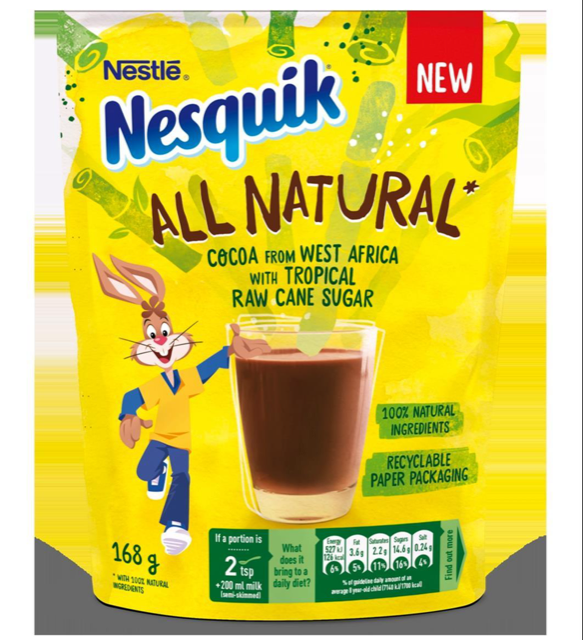 Nestlé®
NEW
Nesquik®
ALL NATURAL*
COCOA FROM WEST AFRICA
WITH TROPICAL
RAW CANE SUGAR
100% NATURAL
INGREDIENTS
RECYCLABLE
PAPER PACKAGING
168 g
* WITH 100% NATURAL
INGREDIENTS
If a portion is
2 tsp
+200 ml milk
(semi-skimmed)
What
does it
bring to a
daily diet?
Energy Fat Saturates Sugars Salt
527 kJ 3.6g 2.2g 14.6g 0.24g
126 kcal
6% 5% 11% 16% 4%
% of guideline daily amount of an
average 8 year-old child (7140 kJ/1700 kcal)
Find out more